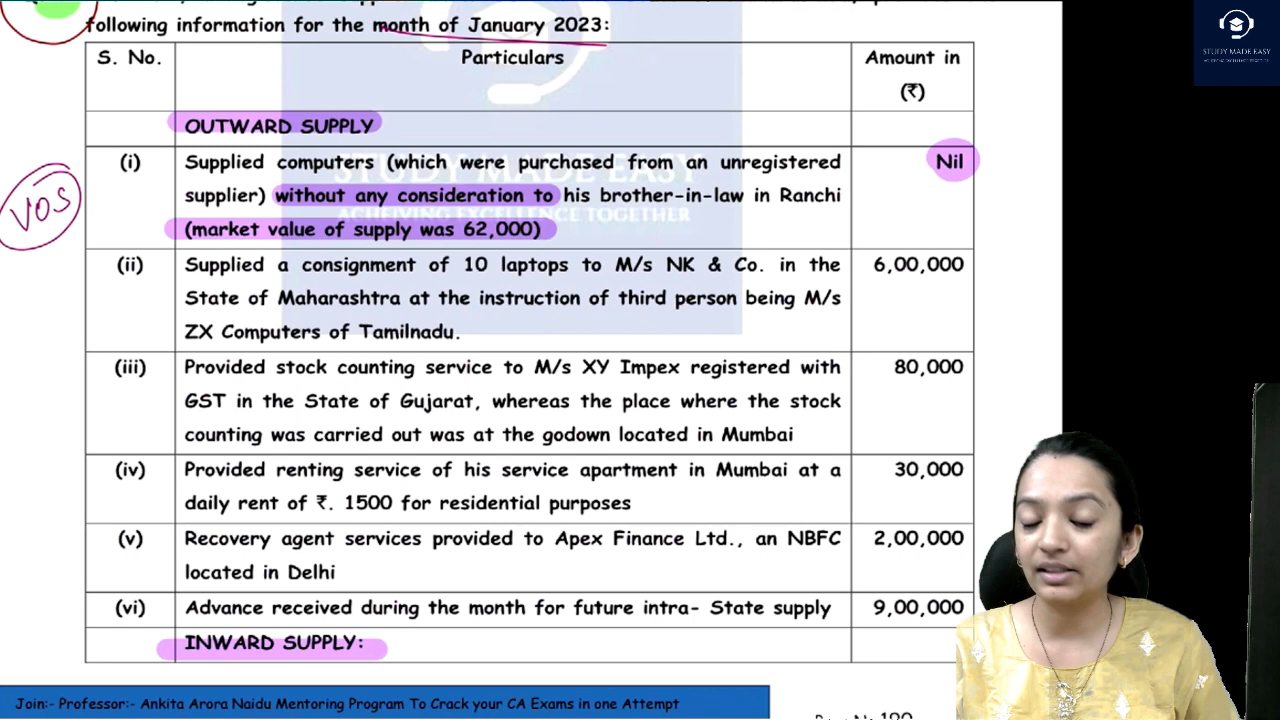 following information for the month of January 2023:
S. No. Particulars Amount in (₹)
OUTWARD SUPPLY
(i) Supplied computers (which were purchased from an unregistered Nil
supplier) without any consideration to his brother-in-law in Ranchi
(market value of supply was 62,000)
VOS
(ii) Supplied a consignment of 10 laptops to M/s NK & Co. in the 6,00,000
State of Maharashtra at the instruction of third person being M/s
ZX Computers of Tamilnadu.
(iii) Provided stock counting service to M/s XY Impex registered with 80,000
GST in the State of Gujarat, whereas the place where the stock
counting was carried out was at the godown located in Mumbai
(iv) Provided renting service of his service apartment in Mumbai at a 30,000
daily rent of ₹. 1500 for residential purposes
(v) Recovery agent services provided to Apex Finance Ltd., an NBFC 2,00,000
located in Delhi
(vi) Advance received during the month for future intra- State supply 9,00,000
INWARD SUPPLY:
STUDY MADE EASY
ACHEIVING EXCELLENCE TOGETHER
STUDY MADE EASY
Join:- Professor:- Ankita Arora Naidu Mentoring Program To Crack your CA Exams in one Attempt